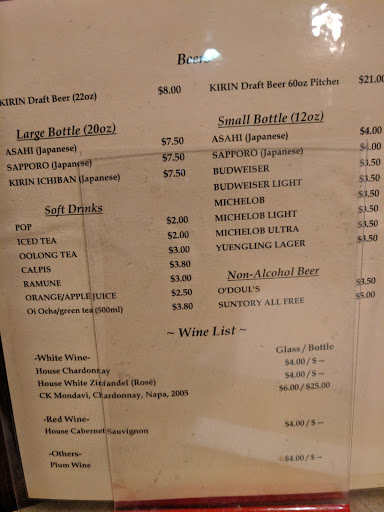 Beers
KIRIN Draft Beer (22oz) $8.00
KIRIN Draft Beer 60oz Pitcher $21.00
Large Bottle (20oz)
ASAHI (Japanese) $7.50
SAPPORO (Japanese) $7.50
KIRIN ICHIBAN (Japanese) $7.50
Small Bottle (12oz)
ASAHI (Japanese) $4.00
SAPPORO (Japanese) $4.00
BUDWEISER $3.50
BUDWEISER LIGHT $3.50
MICHELOB $3.50
MICHELOB LIGHT $3.50
MICHELOB ULTRA $3.50
YUENGLING LAGER $3.50
Soft Drinks
POP $2.00
ICED TEA $2.00
OOLONG TEA $3.00
CALPIS $3.80
RAMUNE $3.00
ORANGE/APPLE JUICE $2.50
Oi Ocha/green tea (500ml) $3.80
Non-Alcohol Beer
O'DOUL'S $3.50
SUNTORY ALL FREE $3.00
~ Wine List ~
Glass / Bottle
-White Wine-
House Chardonnay $4.00 / $ --
House White Zinfandel (Rosé) $4.00 / $ --
CK Mondavi, Chardonnay, Napa, 2005 $6.00 / $25.00
-Red Wine-
House Cabernet Sauvignon $4.00 / $ --
-Others-
Plum Wine $4.00 / $ --